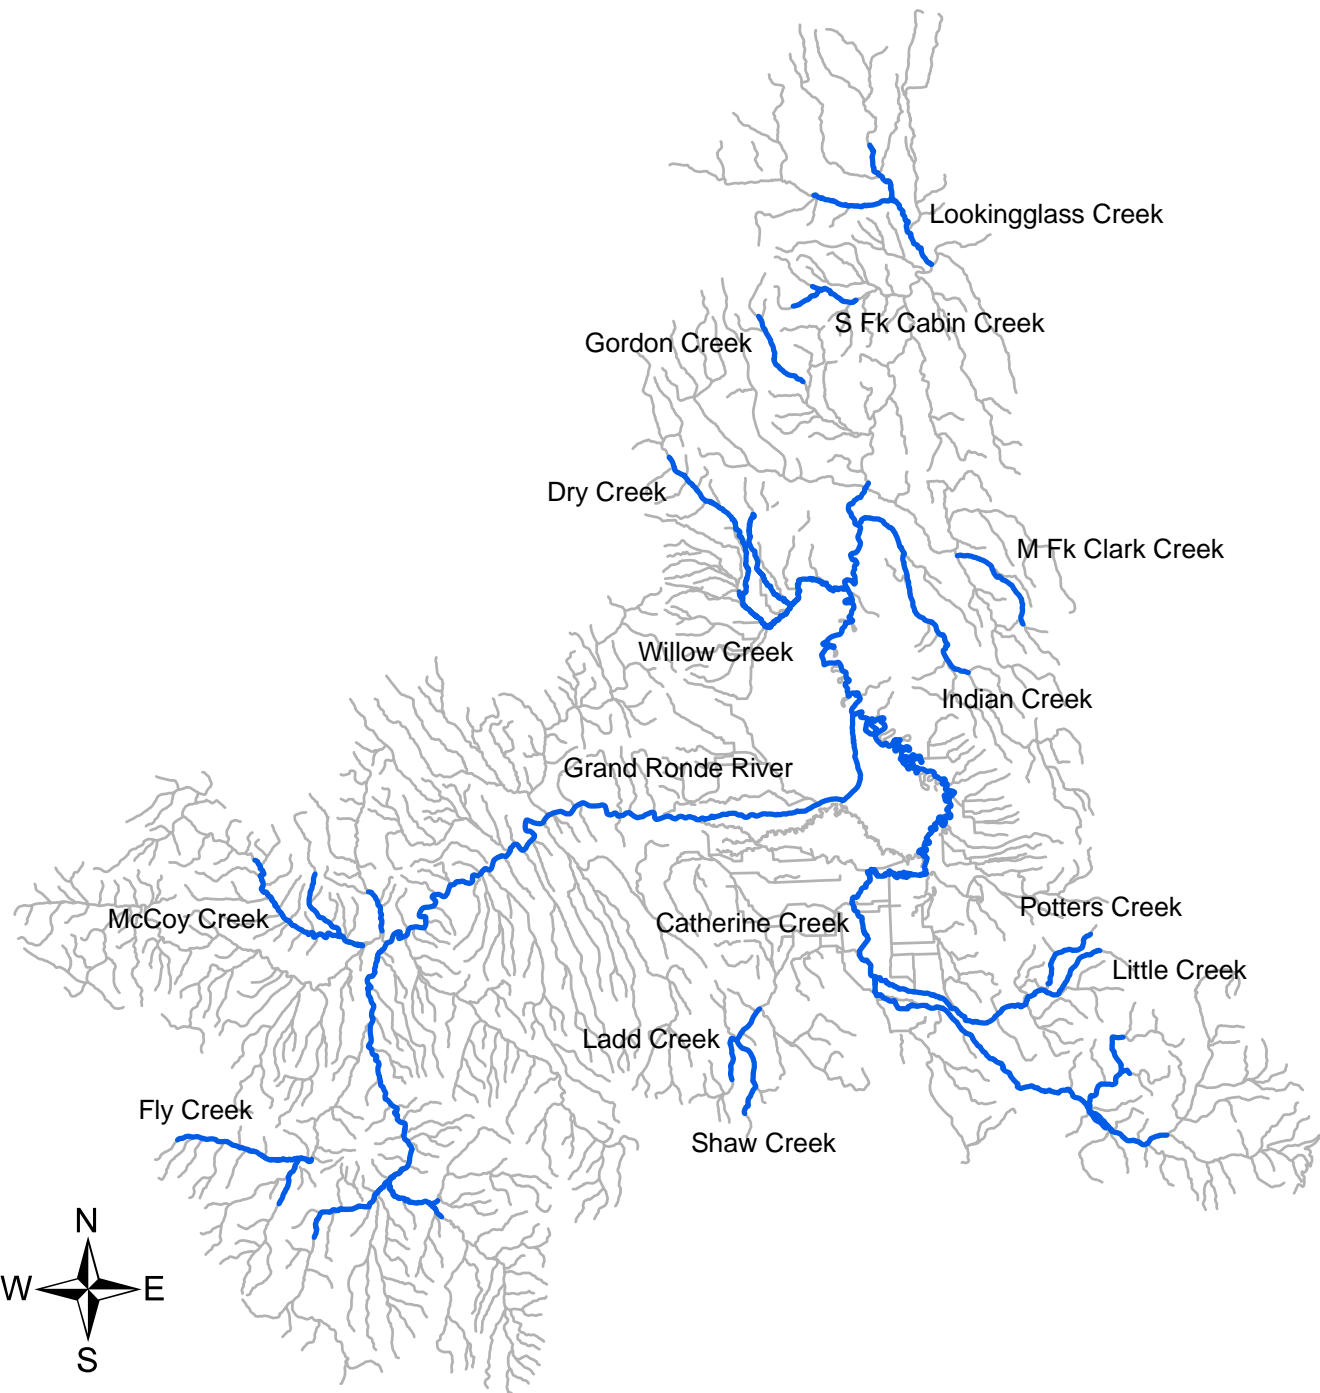 Lookingglass Creek
S Fk Cabin Creek
Gordon Creek
Dry Creek
M Fk Clark Creek
Willow Creek
Indian Creek
Grand Ronde River
Potters Creek
McCoy Creek
Catherine Creek
Little Creek
Ladd Creek
Fly Creek
Shaw Creek
N
W E
S